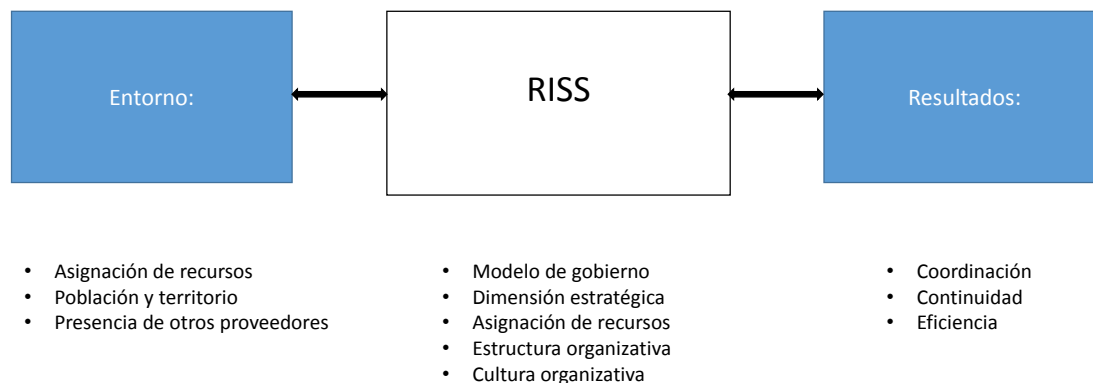 Entorno:
RISS
Resultados:
• Asignación de recursos
• Población y territorio
• Presencia de otros proveedores
• Modelo de gobierno
• Dimensión estratégica
• Asignación de recursos
• Estructura organizativa
• Cultura organizativa
• Coordinación
• Continuidad
• Eficiencia